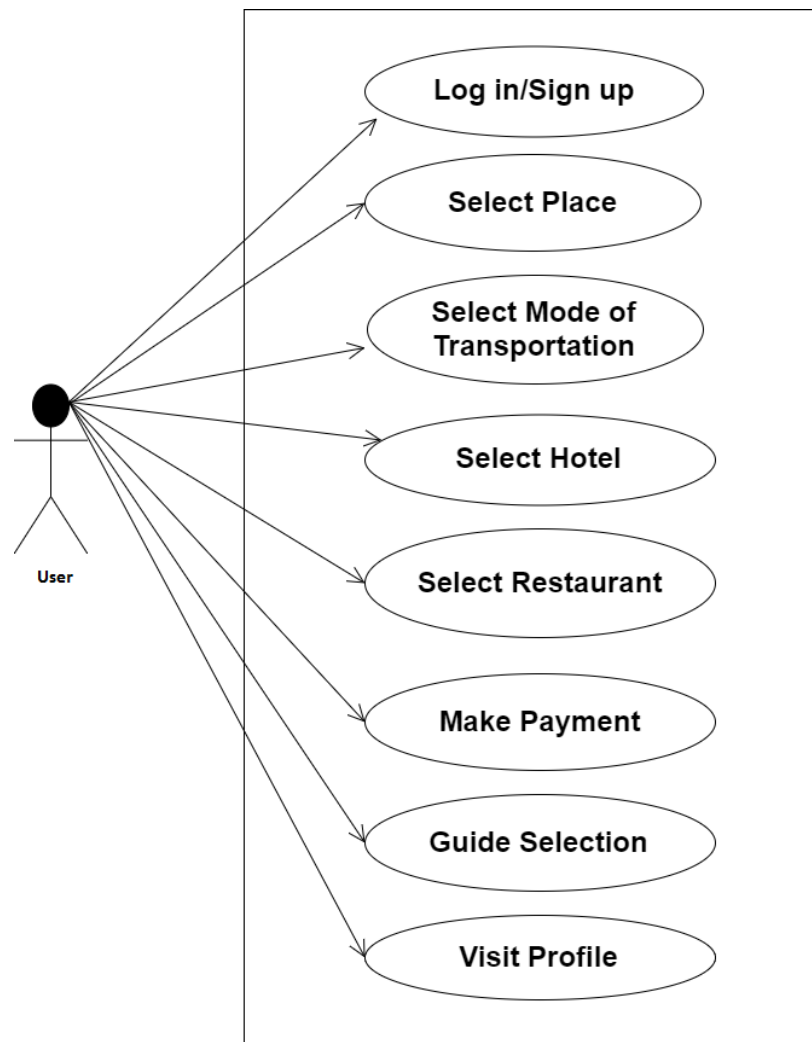 Log in/Sign up
Select Place
Select Mode of
Transportation
Select Hotel
User
Select Restaurant
Make Payment
Guide Selection
Visit Profile